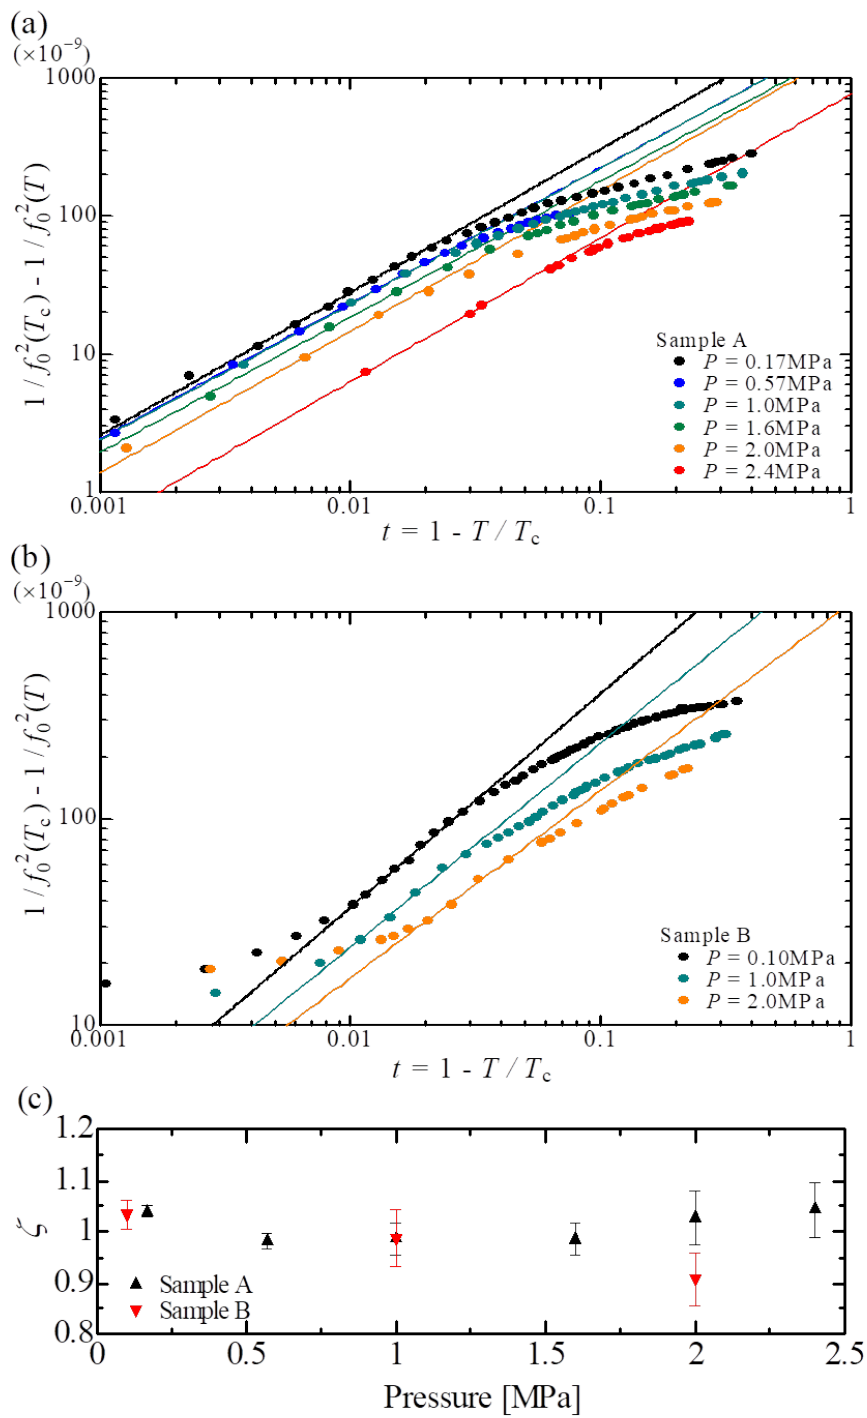 (a)
(×10⁻⁹)
1000
100
10
1
1/f₀²(T_c) - 1/f₀²(T)
Sample A
P = 0.17MPa
P = 0.57MPa
P = 1.0MPa
P = 1.6MPa
P = 2.0MPa
P = 2.4MPa
0.001 0.01 0.1 1
t = 1 - T / T_c
(b)
(×10⁻⁹)
1000
100
10
1/f₀²(T_c) - 1/f₀²(T)
Sample B
P = 0.10MPa
P = 1.0MPa
P = 2.0MPa
0.001 0.01 0.1 1
t = 1 - T / T_c
(c)
1.2
1.1
1
0.9
0.8
ζ
Sample A
Sample B
0 0.5 1 1.5 2 2.5
Pressure [MPa]